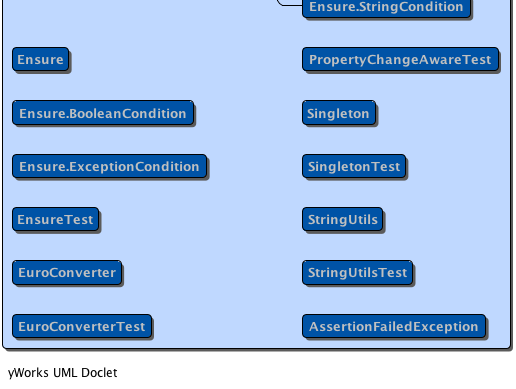 Ensure.StringCondition
Ensure
PropertyChangeAwareTest
Ensure.BooleanCondition
Singleton
Ensure.ExceptionCondition
SingletonTest
EnsureTest
StringUtils
EuroConverter
StringUtilsTest
EuroConverterTest
AssertionFailedException
yWorks UML Doclet